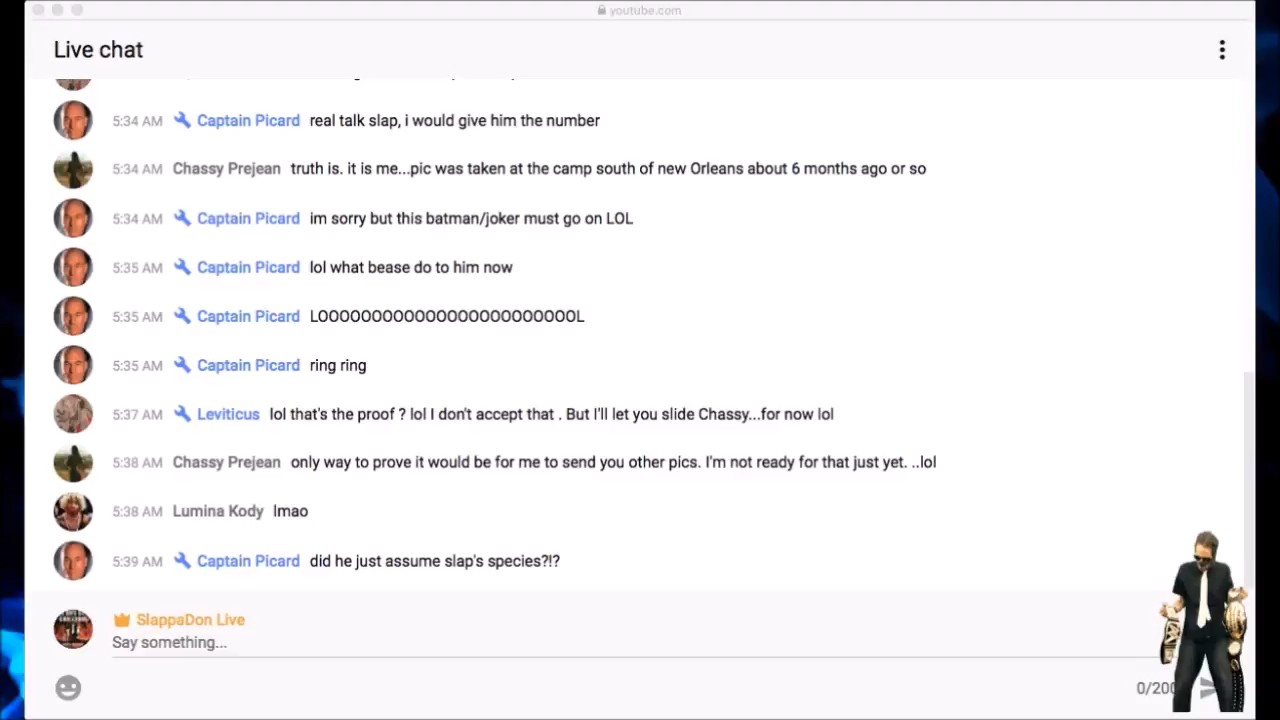 youtube.com
Live chat
5:34 AM Captain Picard real talk slap, i would give him the number
5:34 AM Chassy Prejean truth is. it is me...pic was taken at the camp south of new Orleans about 6 months ago or so
5:34 AM Captain Picard im sorry but this batman/joker must go on LOL
5:35 AM Captain Picard lol what bease do to him now
5:35 AM Captain Picard LOOOOOOOOOOOOOOOOOOOOOOOOOL
5:35 AM Captain Picard ring ring
5:37 AM Leviticus lol that's the proof ? lol I don't accept that . But I'll let you slide Chassy...for now lol
5:38 AM Chassy Prejean only way to prove it would be for me to send you other pics. I'm not ready for that just yet. ..lol
5:38 AM Lumina Kody lmao
5:39 AM Captain Picard did he just assume slap's species?!?
SlappaDon Live
Say something...
0/200